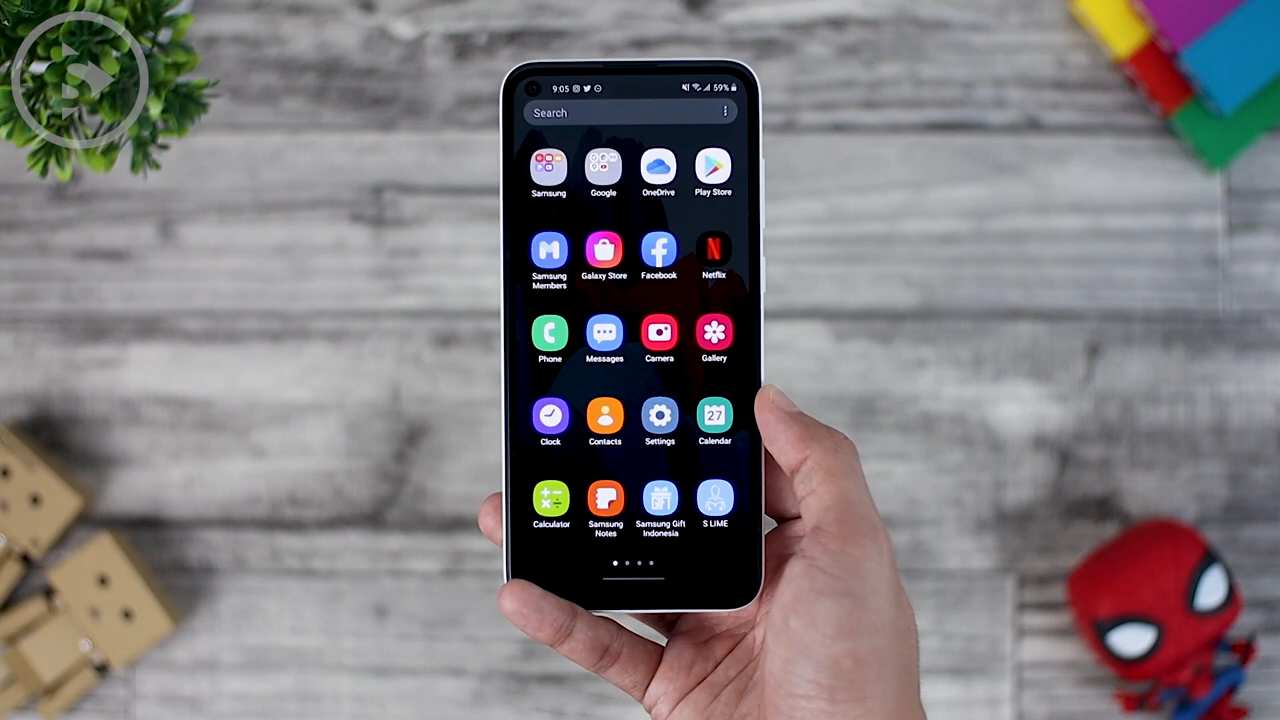 9:05
59%
Search
Samsung
Google
OneDrive
Play Store
Samsung
Members
Galaxy Store
Facebook
Netflix
Phone
Messages
Camera
Gallery
Clock
Contacts
Settings
27
Calendar
Calculator
Samsung
Notes
GIFT
Samsung Gift
Indonesia
S LIME